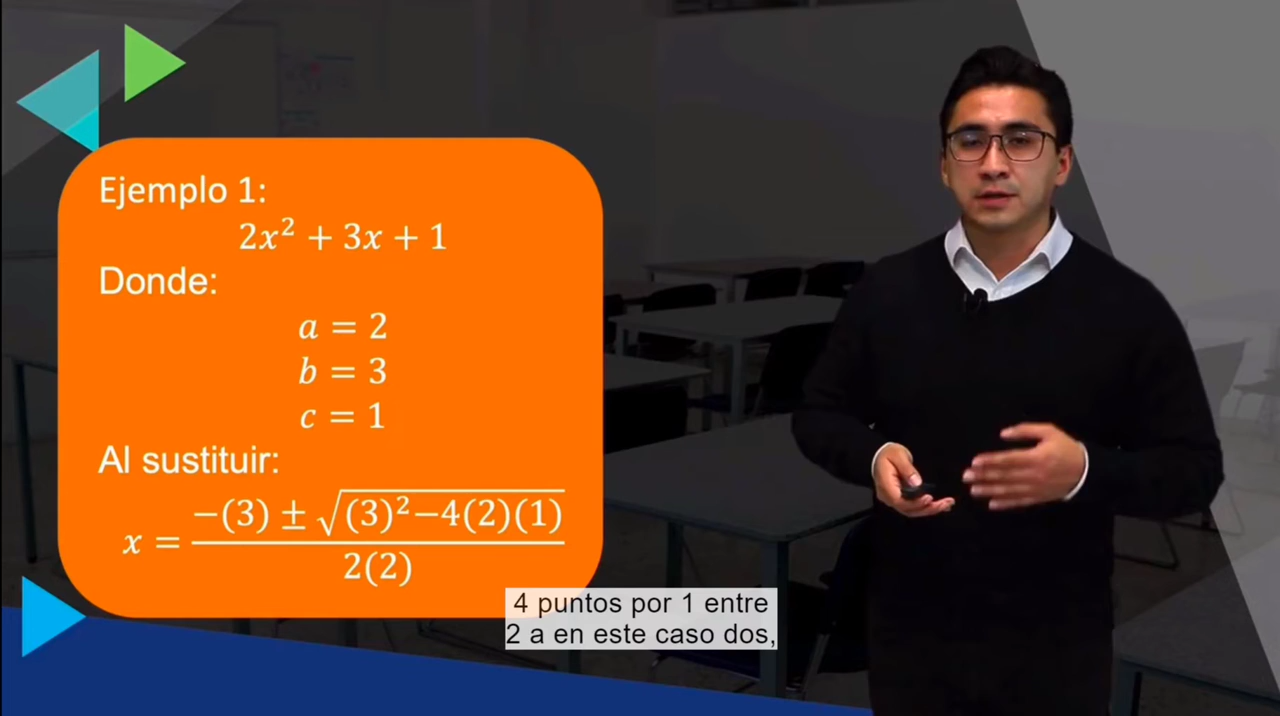 Ejemplo 1:
2x² + 3x + 1
Donde:
a = 2
b = 3
c = 1
Al sustituir:
x = −(3) ± √(3)²−4(2)(1) / 2(2)
4 puntos por 1 entre
2 a en este caso dos,